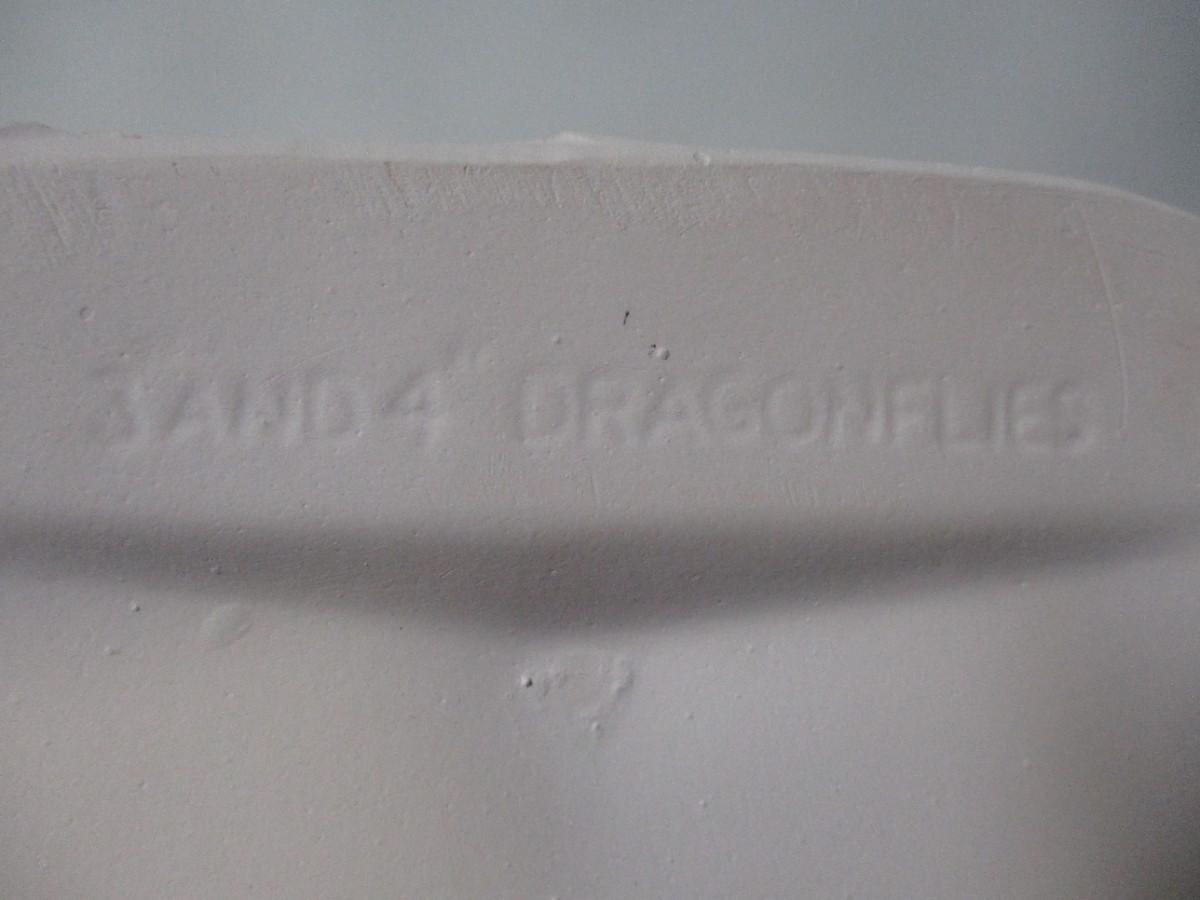 3" AND 4" DRAGONFLIES